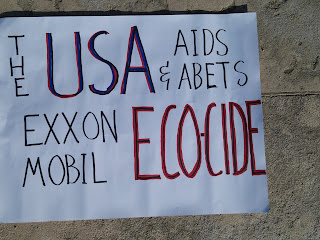 THE USA AIDS
& ABETS
EXXON
MOBIL ECO-CIDE